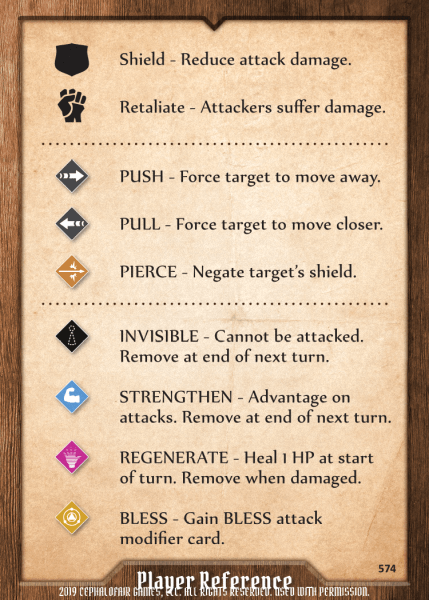 Shield - Reduce attack damage.
Retaliate - Attackers suffer damage.
PUSH - Force target to move away.
PULL - Force target to move closer.
PIERCE - Negate target's shield.
INVISIBLE - Cannot be attacked.
Remove at end of next turn.
STRENGTHEN - Advantage on
attacks. Remove at end of next turn.
REGENERATE - Heal 1 HP at start
of turn. Remove when damaged.
BLESS - Gain BLESS attack
modifier card.
574
Player Reference
2019 CEPHALOFAIR GAMES, LLC. ALL RIGHTS RESERVED. USED WITH PERMISSION.